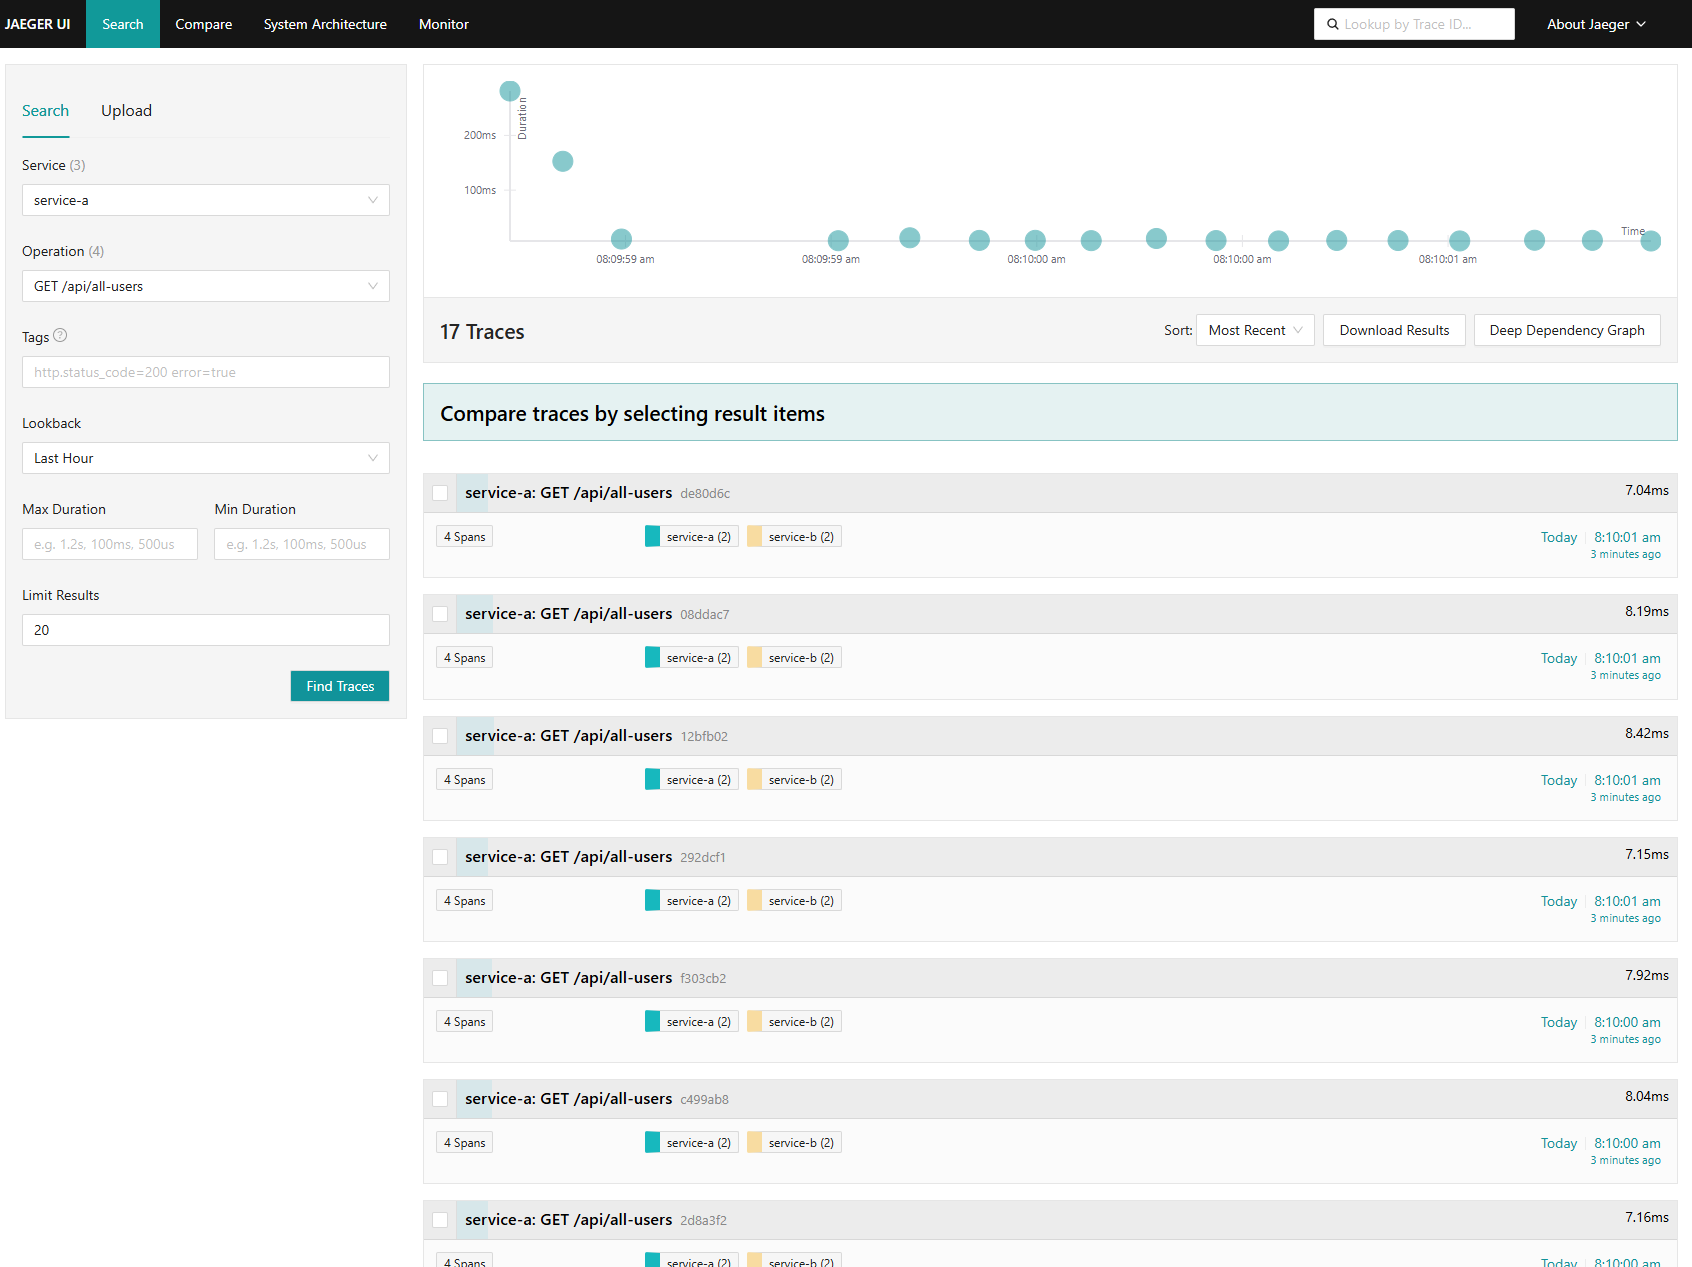 JAEGER UI Search Compare System Architecture Monitor Lookup by Trace ID... About Jaeger
Search Upload
Service (3)
service-a
Operation (4)
GET /api/all-users
Tags ?
http.status_code=200 error=true
Lookback
Last Hour
Max Duration Min Duration
e.g. 1.2s, 100ms, 500us e.g. 1.2s, 100ms, 500us
Limit Results
20
Find Traces
Duration
200ms
100ms
Time
08:09:59 am 08:09:59 am 08:10:00 am 08:10:00 am 08:10:01 am
17 Traces Sort: Most Recent Download Results Deep Dependency Graph
Compare traces by selecting result items
service-a: GET /api/all-users de80d6c 7.04ms
4 Spans service-a (2) service-b (2) Today 8:10:01 am
3 minutes ago
service-a: GET /api/all-users 08ddac7 8.19ms
4 Spans service-a (2) service-b (2) Today 8:10:01 am
3 minutes ago
service-a: GET /api/all-users 12bfb02 8.42ms
4 Spans service-a (2) service-b (2) Today 8:10:01 am
3 minutes ago
service-a: GET /api/all-users 292dcf1 7.15ms
4 Spans service-a (2) service-b (2) Today 8:10:01 am
3 minutes ago
service-a: GET /api/all-users f303cb2 7.92ms
4 Spans service-a (2) service-b (2) Today 8:10:00 am
3 minutes ago
service-a: GET /api/all-users c499ab8 8.04ms
4 Spans service-a (2) service-b (2) Today 8:10:00 am
3 minutes ago
service-a: GET /api/all-users 2d8a3f2 7.16ms
4 Spans service-a (2) service-b (2) Today 8:10:00 am